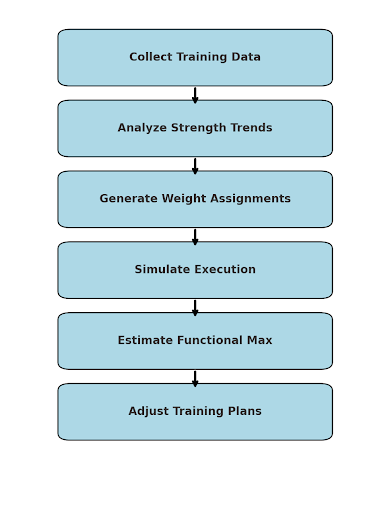 Collect Training Data
Analyze Strength Trends
Generate Weight Assignments
Simulate Execution
Estimate Functional Max
Adjust Training Plans